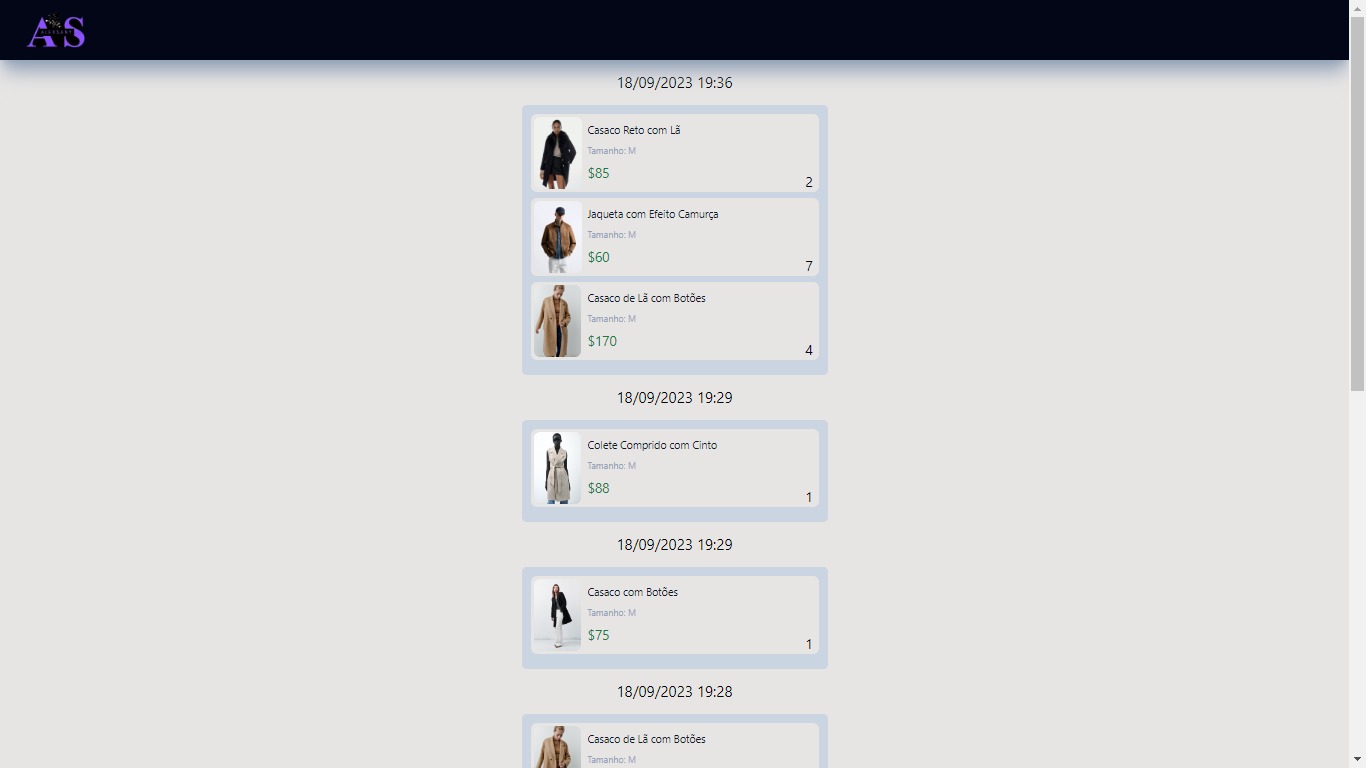 AS
18/09/2023 19:36
Casaco Reto com Lã
Tamanho: M
$85
2
Jaqueta com Efeito Camurça
Tamanho: M
$60
7
Casaco de Lã com Botões
Tamanho: M
$170
4
18/09/2023 19:29
Colete Comprido com Cinto
Tamanho: M
$88
1
18/09/2023 19:29
Casaco com Botões
Tamanho: M
$75
1
18/09/2023 19:28
Casaco de Lã com Botões
Tamanho: M